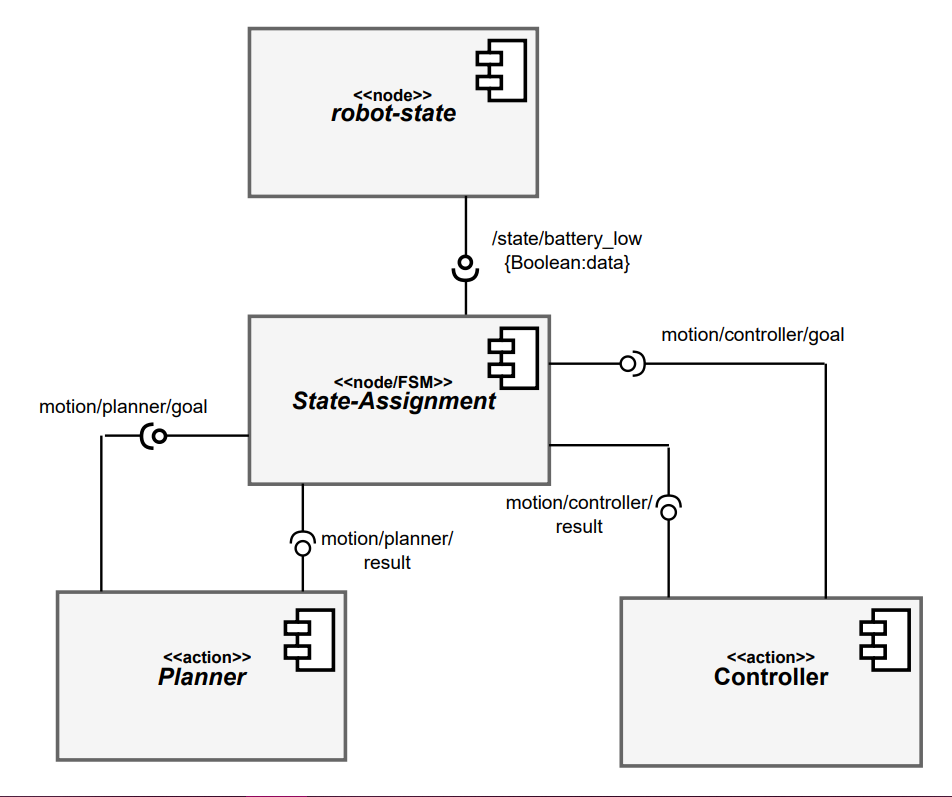 <<node>>
robot-state
/state/battery_low
{Boolean:data}
motion/controller/goal
<<node/FSM>>
State-Assignment
motion/planner/goal
motion/controller/
result
motion/planner/
result
<<action>>
Planner
<<action>>
Controller